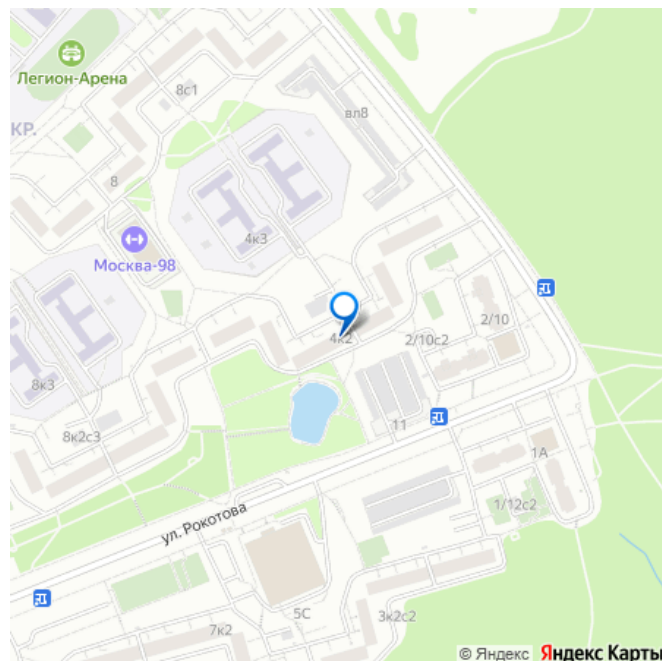 Легион-Арена
8с1
вл8
КР.
8
4к3
Москва-98
4к2
2/10с2
2/10
8к3
8к2с3
11
1А
1/12с2
ул. Рокотова
5С
3к2с2
7к2
© Яндекс Яндекс Карты